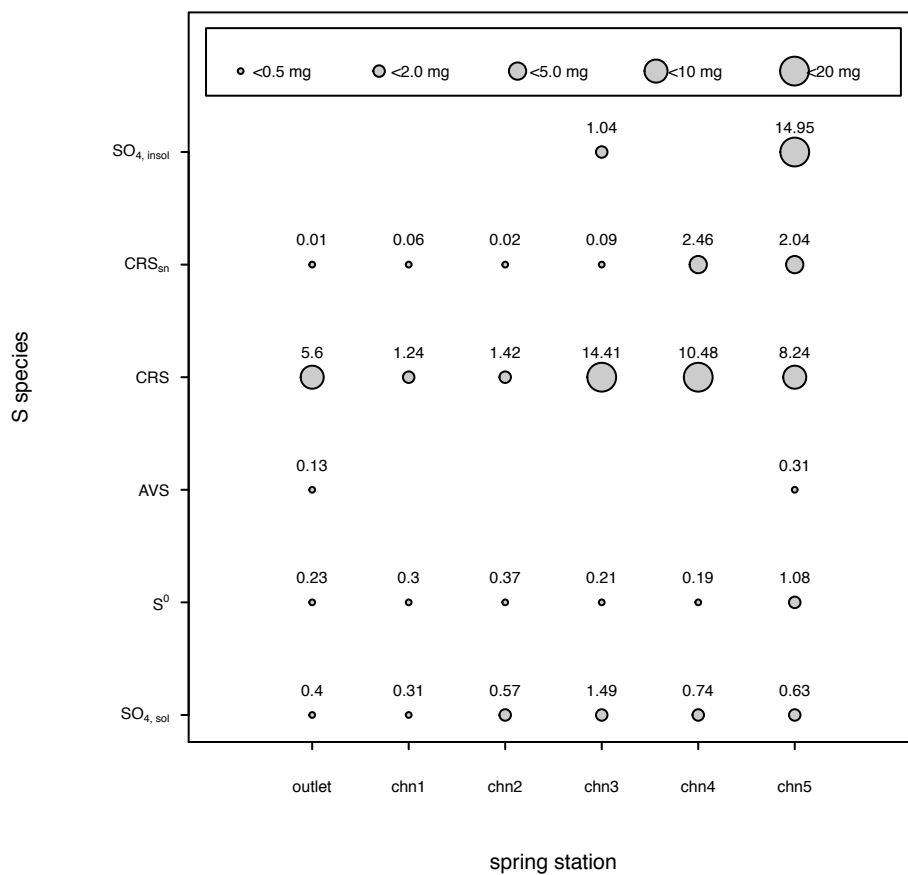 <0.5 mg <2.0 mg <5.0 mg <10 mg <20 mg
1.04 14.95
SO4, insol
0.01 0.06 0.02 0.09 2.46 2.04
CRSsn
5.6 1.24 1.42 14.41 10.48 8.24
CRS
0.13 0.31
AVS
0.23 0.3 0.37 0.21 0.19 1.08
S0
0.4 0.31 0.57 1.49 0.74 0.63
SO4, sol
S species
outlet chn1 chn2 chn3 chn4 chn5
spring station